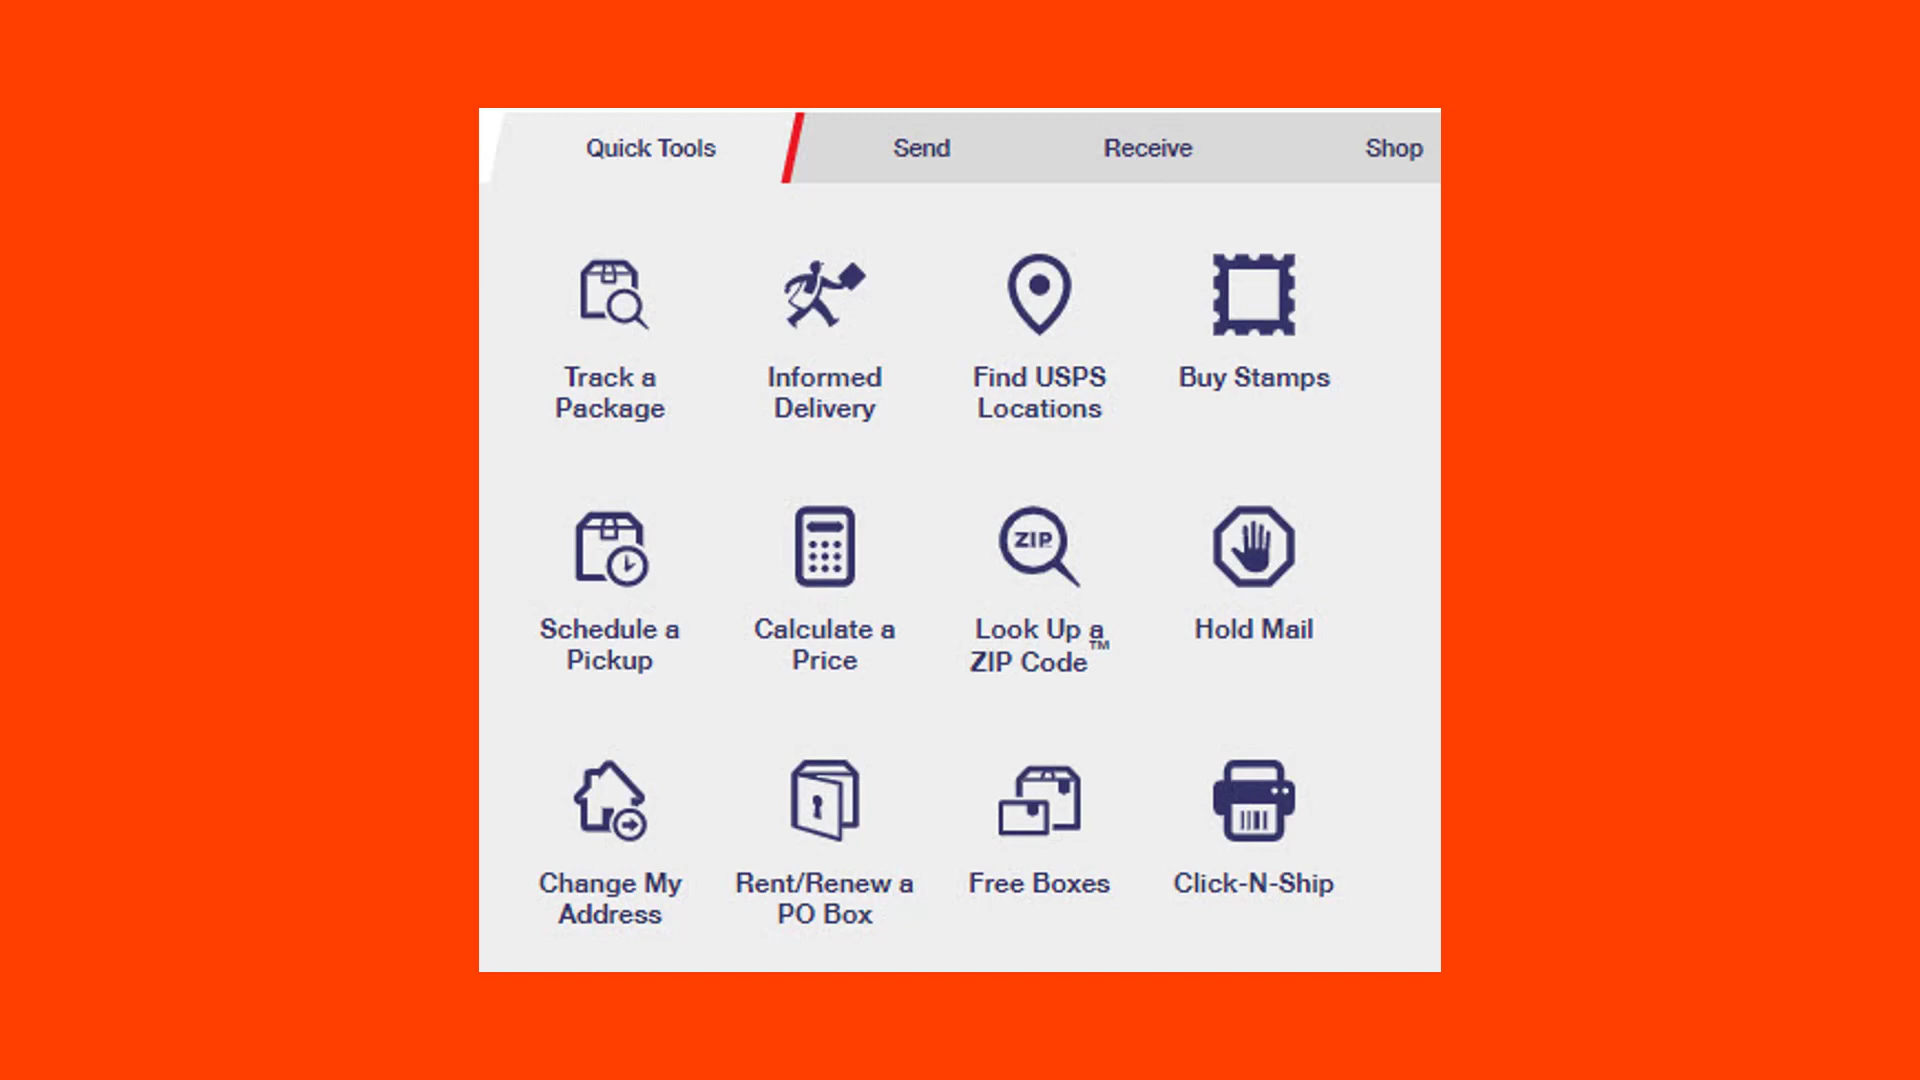 Quick Tools Send Receive Shop
Track a Informed Find USPS Buy Stamps
Package Delivery Locations
ZIP
Schedule a Calculate a Look Up a Hold Mail
Pickup Price ZIP Code™
Change My Rent/Renew a Free Boxes Click-N-Ship
Address PO Box